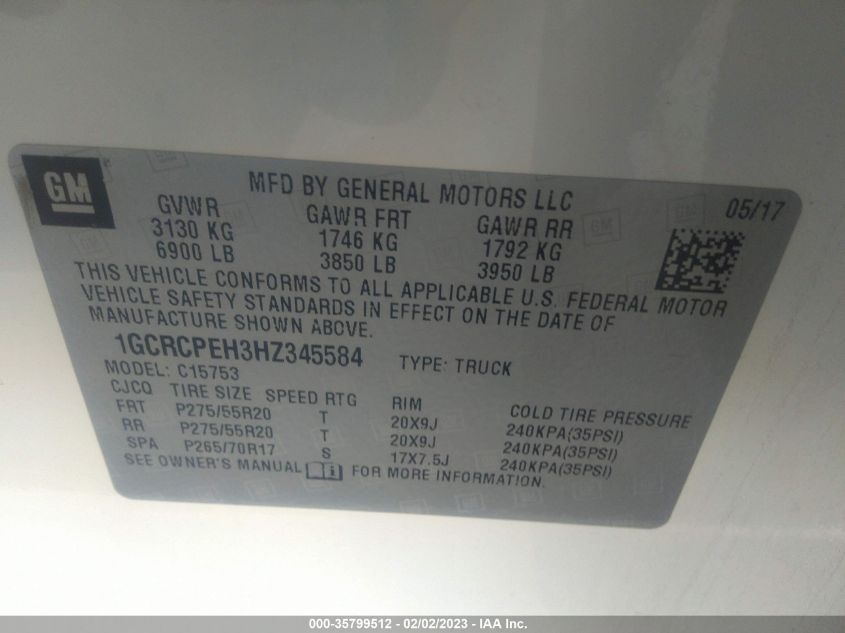 GM
MFD BY GENERAL MOTORS LLC
05/17
GVWR GAWR FRT GAWR RR
3130 KG 1746 KG 1792 KG
6900 LB 3850 LB 3950 LB
THIS VEHICLE CONFORMS TO ALL APPLICABLE U.S. FEDERAL MOTOR
VEHICLE SAFETY STANDARDS IN EFFECT ON THE DATE OF
MANUFACTURE SHOWN ABOVE.
1GCRCPEH3HZ345584 TYPE: TRUCK
MODEL: C15753
CJCQ TIRE SIZE SPEED RTG RIM COLD TIRE PRESSURE
FRT P275/55R20 T 20X9J 240KPA(35PSI)
RR P275/55R20 T 20X9J 240KPA(35PSI)
SPA P265/70R17 S 17X7.5J 240KPA(35PSI)
SEE OWNER'S MANUAL FOR MORE INFORMATION.
000-35799512 - 02/02/2023 - IAA Inc.